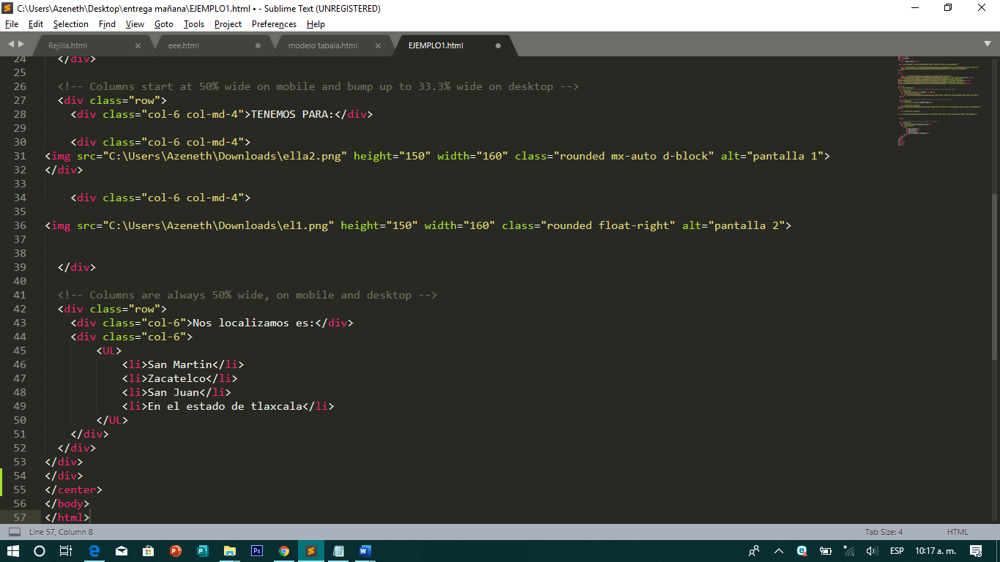 C:\Users\Azeneth\Desktop\entrega mañana\EJEMPLO1.html • - Sublime Text (UNREGISTERED)
File Edit Selection Find View Goto Tools Project Preferences Help
Rejilla.html eee.html modelo tabala.html EJEMPLO1.html
24 </div>
25
26 <!-- Columns start at 50% wide on mobile and bump up to 33.3% wide on desktop -->
27 <div class="row">
28 <div class="col-6 col-md-4">TENEMOS PARA:</div>
29
30 <div class="col-6 col-md-4">
31 <img src="C:\Users\Azeneth\Downloads\ella2.png" height="150" width="160" class="rounded mx-auto d-block" alt="pantalla 1">
32 </div>
33
34 <div class="col-6 col-md-4">
35
36 <img src="C:\Users\Azeneth\Downloads\el1.png" height="150" width="160" class="rounded float-right" alt="pantalla 2">
37
38
39 </div>
40
41 <!-- Columns are always 50% wide, on mobile and desktop -->
42 <div class="row">
43 <div class="col-6">Nos localizamos es:</div>
44 <div class="col-6">
45 <UL>
46 <li>San Martin</li>
47 <li>Zacatelco</li>
48 <li>San Juan</li>
49 <li>En el estado de tlaxcala</li>
50 </UL>
51 </div>
52 </div>
53 </div>
54 </div>
55 </center>
56 </body>
57 </html>
Line 57, Column 8 Tab Size: 4 HTML
ESP 10:17 a. m.